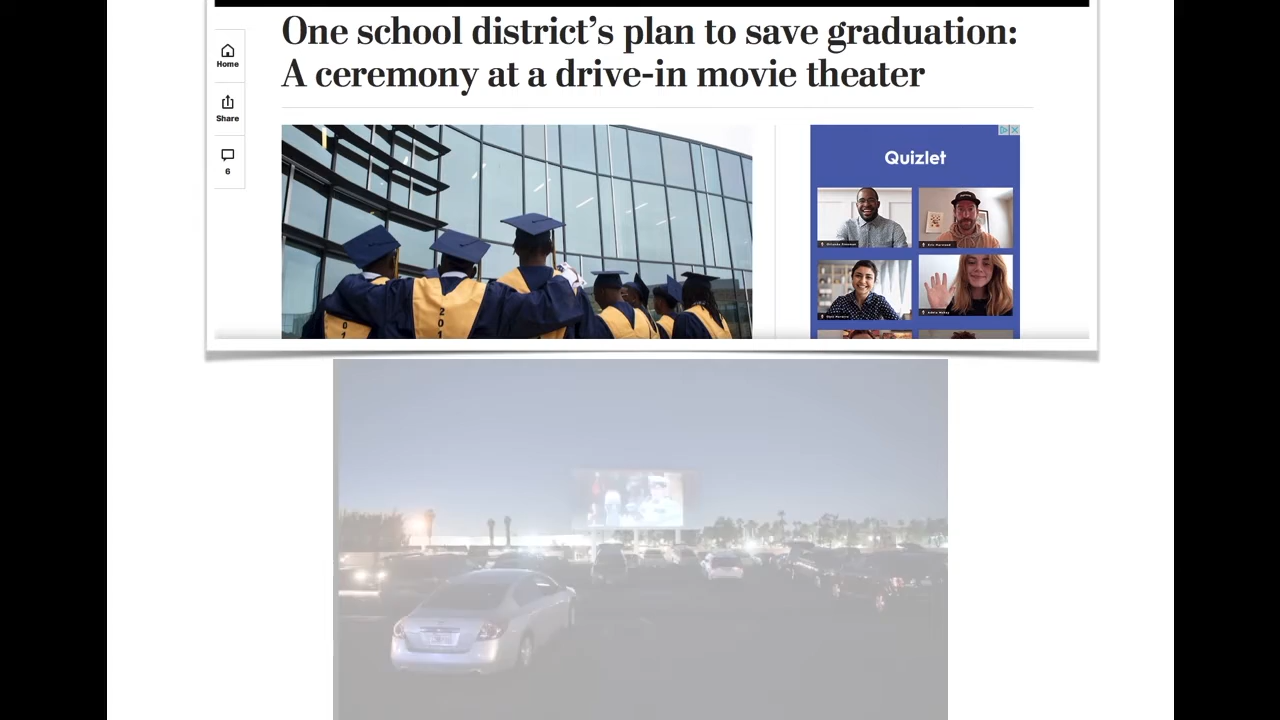 One school district’s plan to save graduation:
A ceremony at a drive-in movie theater
Home
Share
6
Quizlet